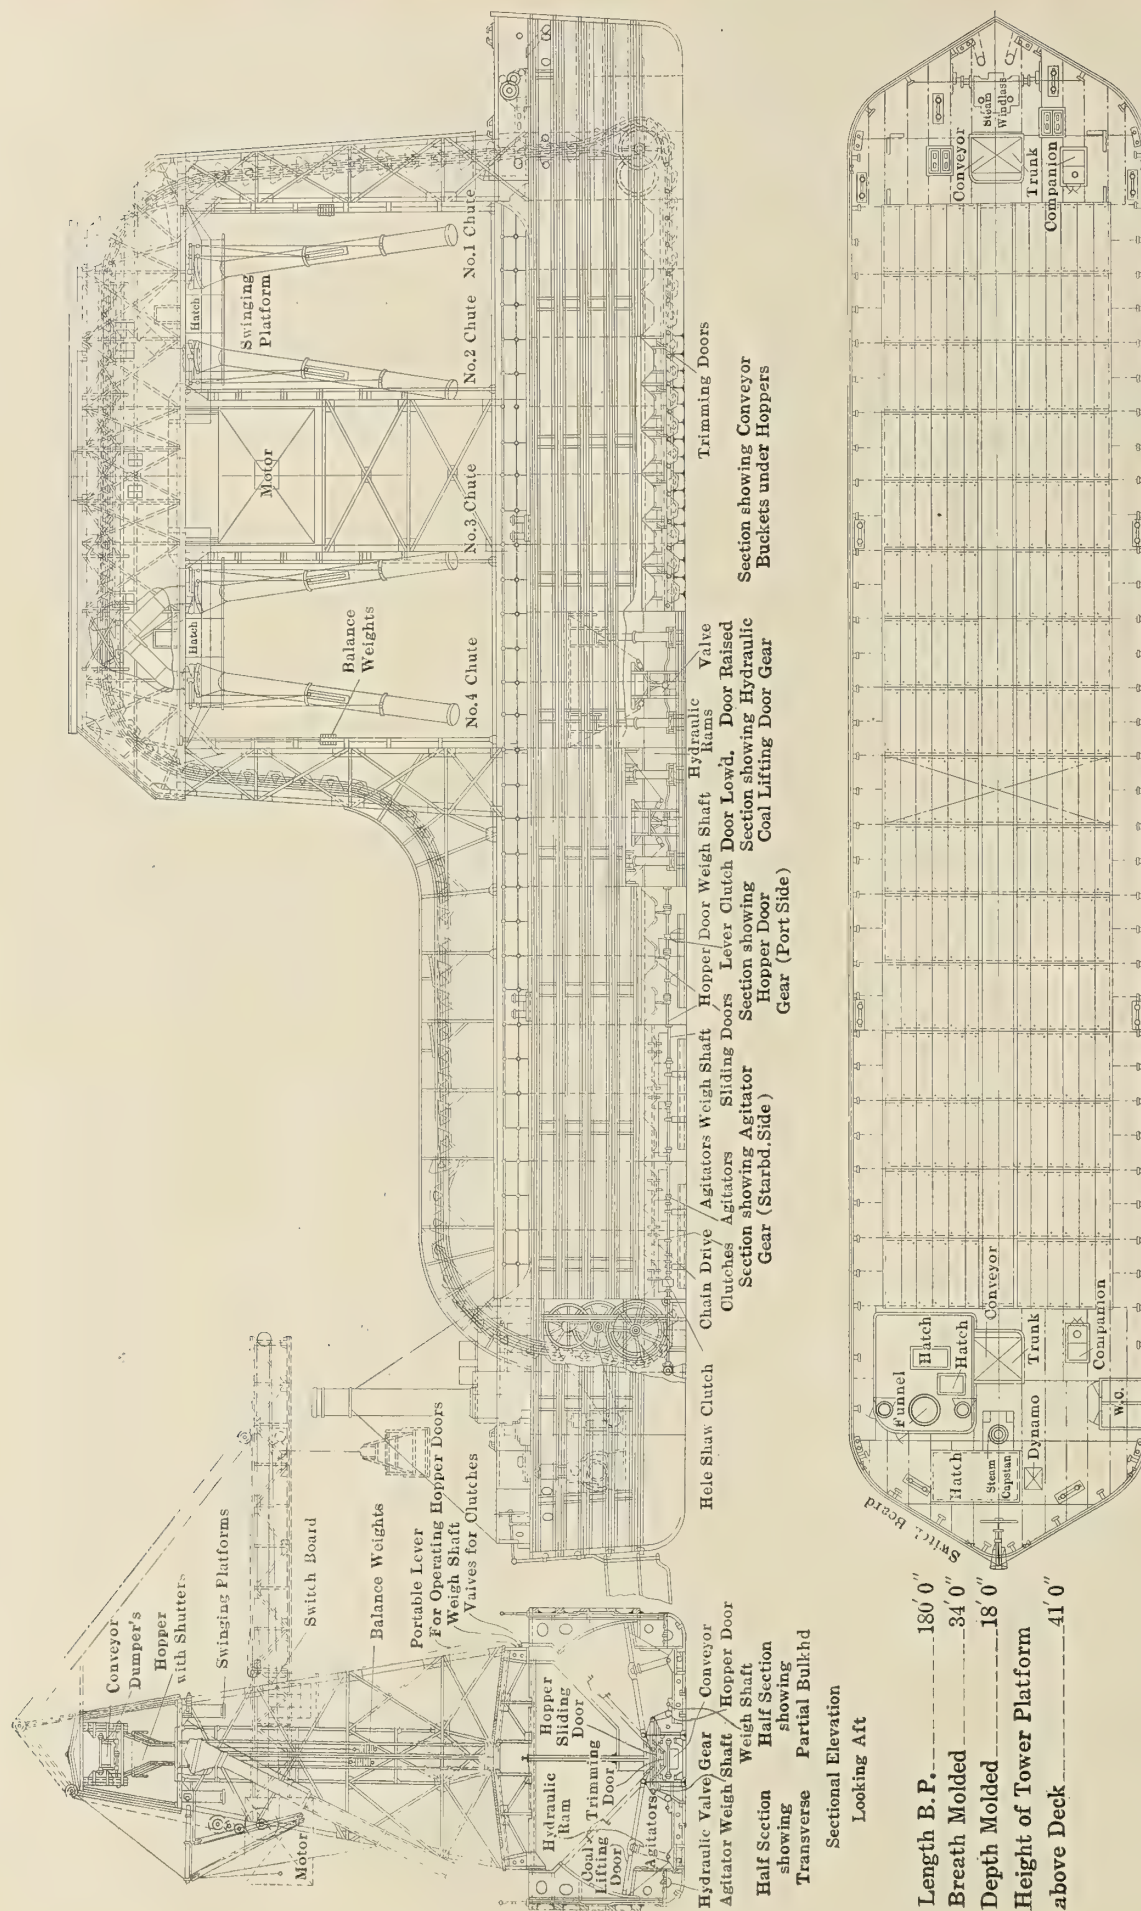 Conveyor
Dumper's
Hopper
with Shutters
Swinging Platforms
Switch Board
Balance Weights
Portable Lever
For Operating Hopper Doors
Weigh Shaft
Valves for Clutches
Motor
Hydraulic
Ram
Coal
Lifting
Door
Trimming
Door
Hopper
Sliding
Door
Agitators
Hydraulic Valve Gear
Conveyor
Agitator Weigh Shaft
Hopper Door
Weigh Shaft
Half Section
showing
Transverse
Half Section
showing
Partial Bulkhd
Sectional Elevation
Looking Aft
Hatch
Hatch
Swinging
Platform
Motor
Balance
Weights
No.4 Chute
No.3 Chute
No.2 Chute
No.1 Chute
Hele Shaw Clutch
Chain Drive
Agitators Weigh Shaft
Hopper Door Weigh Shaft
Hydraulic
Rams
Valve
Trimming Doors
Clutches
Agitators
Sliding Doors
Lever Clutch
Door Low'd.
Door Raised
Section showing Agitator
Gear (Starbd.Side)
Section showing
Hopper Door
Gear (Port Side)
Section showing Hydraulic
Coal Lifting Door Gear
Section showing Conveyor
Buckets under Hoppers
Switch Board
Funnel
Hatch
Hatch
Hatch
Steam
Capstan
Dynamo
Conveyor
Trunk
Companion
W.C.
Conveyor
Trunk
Companion
Steam
Windlass
Length B.P. 180'0"
Breath Molded 34'0"
Depth Molded 18'0"
Height of Tower Platform
above Deck 41'0"